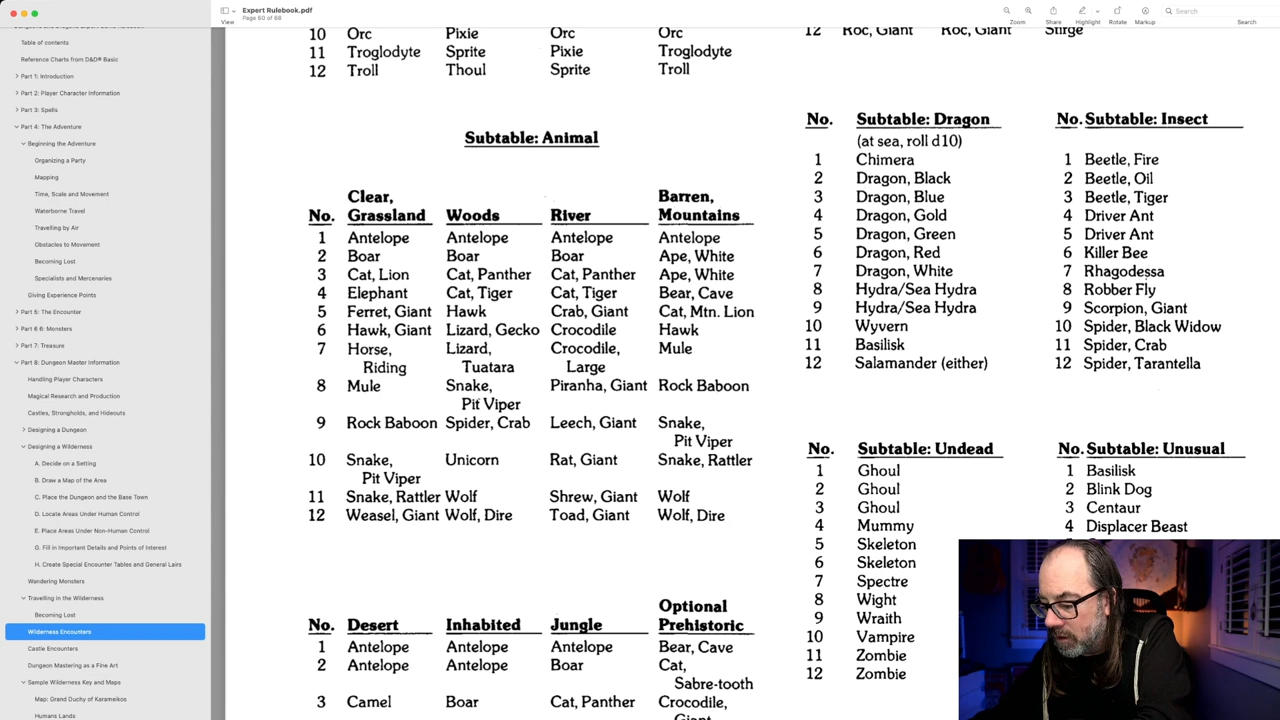 Expert Rulebook.pdf
Page 60 of 68
View
Zoom
Share
Highlight
Rotate
Markup
Search
Search
Table of contents
Reference Charts from D&D® Basic
Part 1: Introduction
Part 2: Player Character Information
Part 3: Spells
Part 4: The Adventure
Beginning the Adventure
Organizing a Party
Mapping
Time, Scale and Movement
Waterborne Travel
Travelling by Air
Obstacles to Movement
Becoming Lost
Specialists and Mercenaries
Giving Experience Points
Part 5: The Encounter
Part 6 6: Monsters
Part 7: Treasure
Part 8: Dungeon Master Information
Handling Player Characters
Magical Research and Production
Castles, Strongholds, and Hideouts
Designing a Dungeon
Designing a Wilderness
A. Decide on a Setting
B. Draw a Map of the Area
C. Place the Dungeon and the Base Town
D. Locate Areas Under Human Control
E. Place Areas Under Non-Human Control
G. Fill in Important Details and Points of Interest
H. Create Special Encounter Tables and General Lairs
Wandering Monsters
Travelling in the Wilderness
Becoming Lost
Wilderness Encounters
Castle Encounters
Dungeon Mastering as a Fine Art
Sample Wilderness Key and Maps
Map: Grand Duchy of Karameikos
Humans Lands
10 Orc Pixie Orc Orc
11 Troglodyte Sprite Pixie Troglodyte
12 Troll Thoul Sprite Troll
Subtable: Animal
Clear, Barren,
No. Grassland Woods River Mountains
1 Antelope Antelope Antelope Antelope
2 Boar Boar Boar Ape, White
3 Cat, Lion Cat, Panther Cat, Panther Ape, White
4 Elephant Cat, Tiger Cat, Tiger Bear, Cave
5 Ferret, Giant Hawk Crab, Giant Cat, Mtn. Lion
6 Hawk, Giant Lizard, Gecko Crocodile Hawk
7 Horse, Lizard, Crocodile, Mule
Riding Tuatara Large
8 Mule Snake, Piranha, Giant Rock Baboon
Pit Viper
9 Rock Baboon Spider, Crab Leech, Giant Snake,
Pit Viper
10 Snake, Unicorn Rat, Giant Snake, Rattler
Pit Viper
11 Snake, Rattler Wolf Shrew, Giant Wolf
12 Weasel, Giant Wolf, Dire Toad, Giant Wolf, Dire
Optional
No. Desert Inhabited Jungle Prehistoric
1 Antelope Antelope Antelope Bear, Cave
2 Antelope Antelope Boar Cat,
Sabre-tooth
3 Camel Boar Cat, Panther Crocodile,
Giant
12 Roc, Giant Roc, Giant Stirge
No. Subtable: Dragon
(at sea, roll d10)
1 Chimera
2 Dragon, Black
3 Dragon, Blue
4 Dragon, Gold
5 Dragon, Green
6 Dragon, Red
7 Dragon, White
8 Hydra/Sea Hydra
9 Hydra/Sea Hydra
10 Wyvern
11 Basilisk
12 Salamander (either)
No. Subtable: Insect
1 Beetle, Fire
2 Beetle, Oil
3 Beetle, Tiger
4 Driver Ant
5 Driver Ant
6 Killer Bee
7 Rhagodessa
8 Robber Fly
9 Scorpion, Giant
10 Spider, Black Widow
11 Spider, Crab
12 Spider, Tarantella
No. Subtable: Undead
1 Ghoul
2 Ghoul
3 Ghoul
4 Mummy
5 Skeleton
6 Skeleton
7 Spectre
8 Wight
9 Wraith
10 Vampire
11 Zombie
12 Zombie
No. Subtable: Unusual
1 Basilisk
2 Blink Dog
3 Centaur
4 Displacer Beast